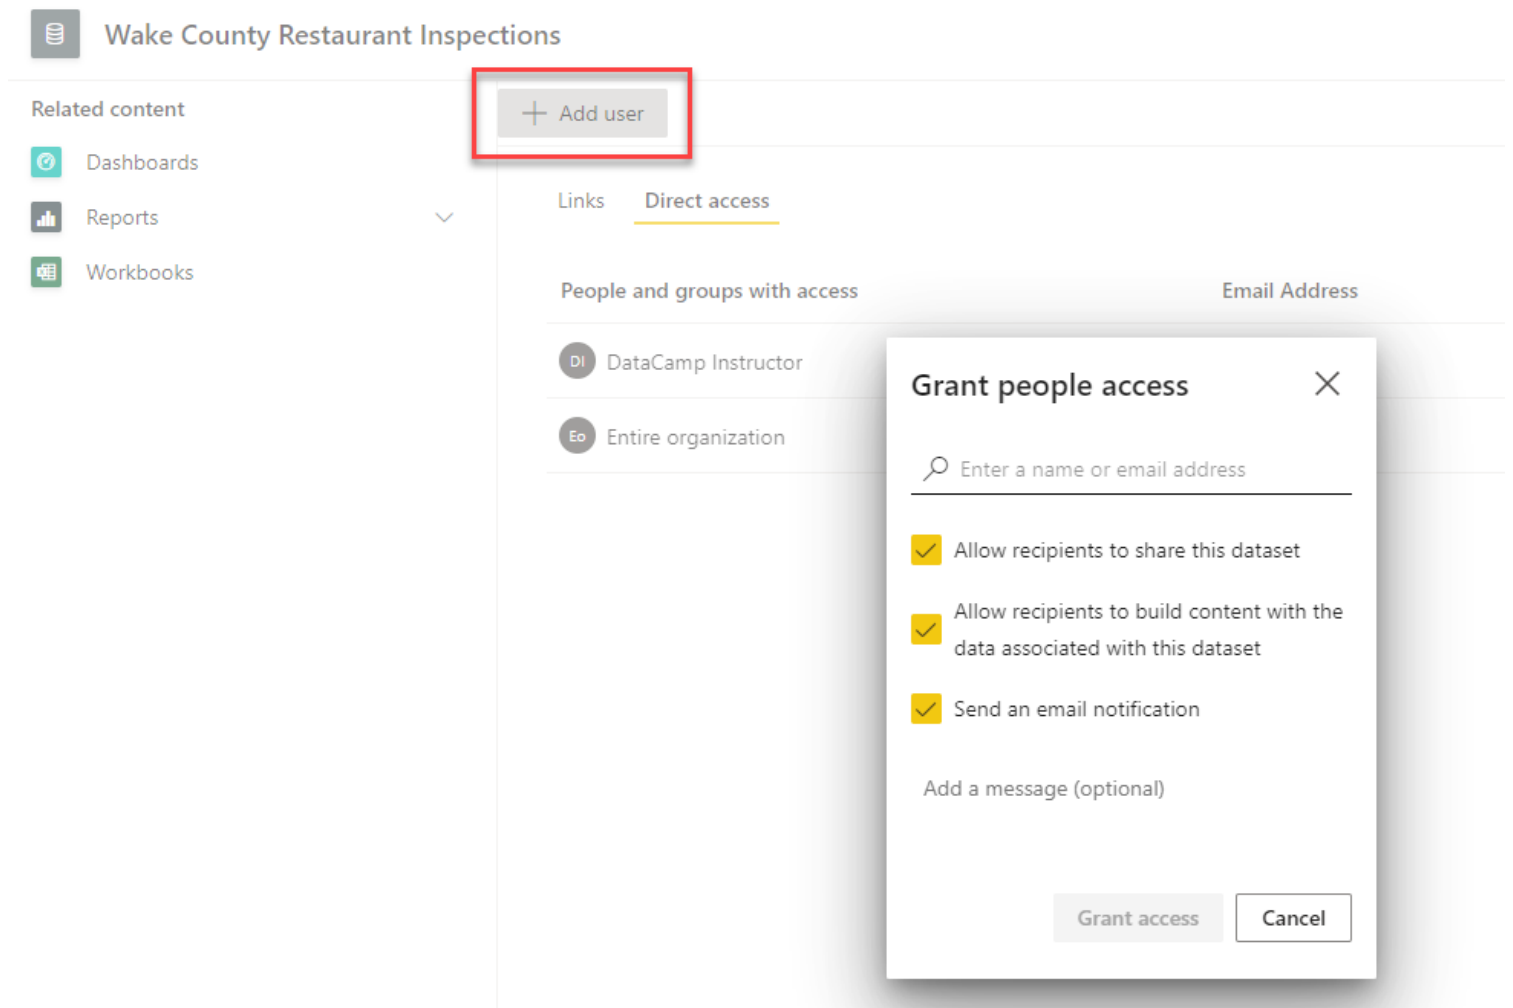 Wake County Restaurant Inspections
Related content
Add user
Dashboards
Reports
Workbooks
Links
Direct access
People and groups with access
Email Address
DI
DataCamp Instructor
Eo
Entire organization
Grant people access
Enter a name or email address
Allow recipients to share this dataset
Allow recipients to build content with the
data associated with this dataset
Send an email notification
Add a message (optional)
Grant access
Cancel